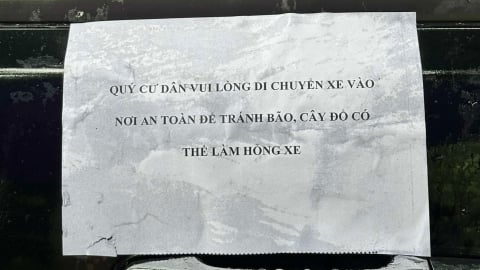 QUÝ CƯ DÂN VUI LÒNG DI CHUYỂN XE VÀO
NƠI AN TOÀN ĐỂ TRÁNH BÃO, CÂY ĐỔ CÓ
THỂ LÀM HỎNG XE